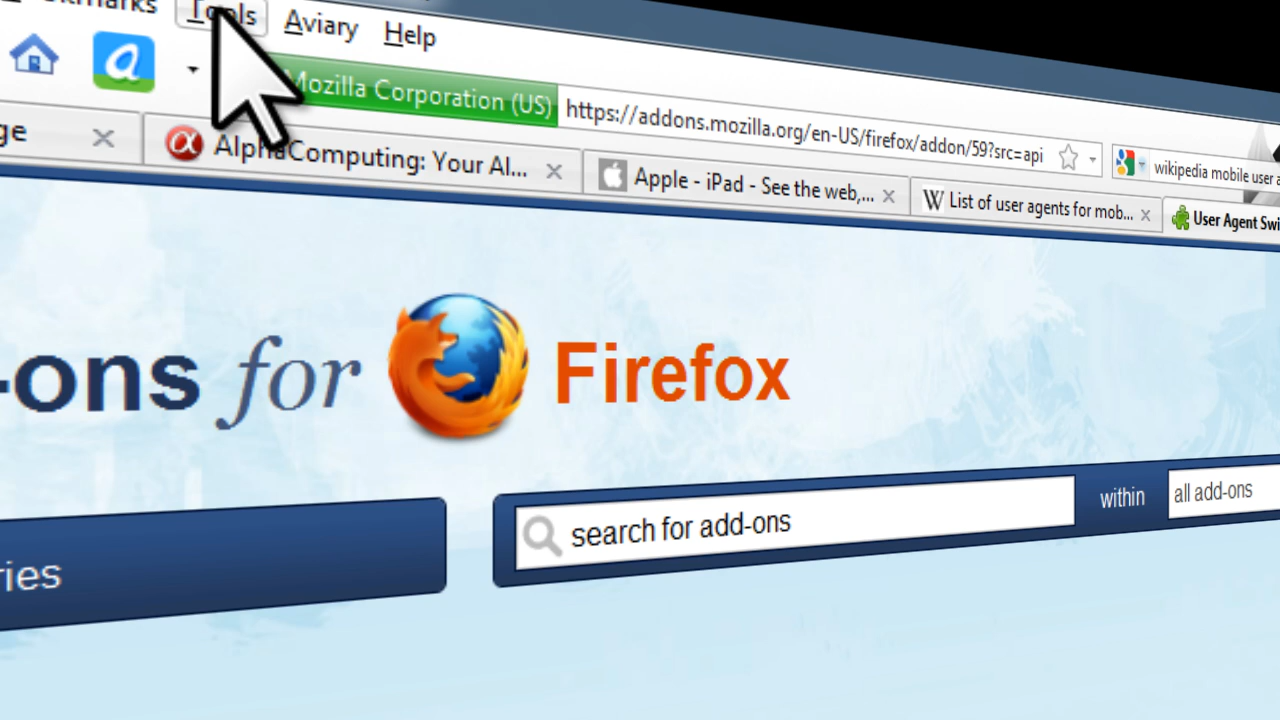 Tools Aviary Help
Mozilla Corporation (US) https://addons.mozilla.org/en-US/firefox/addon/59?src=api wikipedia mobile user a
ge AlphaComputing: Your Al... Apple - iPad - See the web,... List of user agents for mob... User Agent Swi
-ons for Firefox
ries search for add-ons within all add-ons